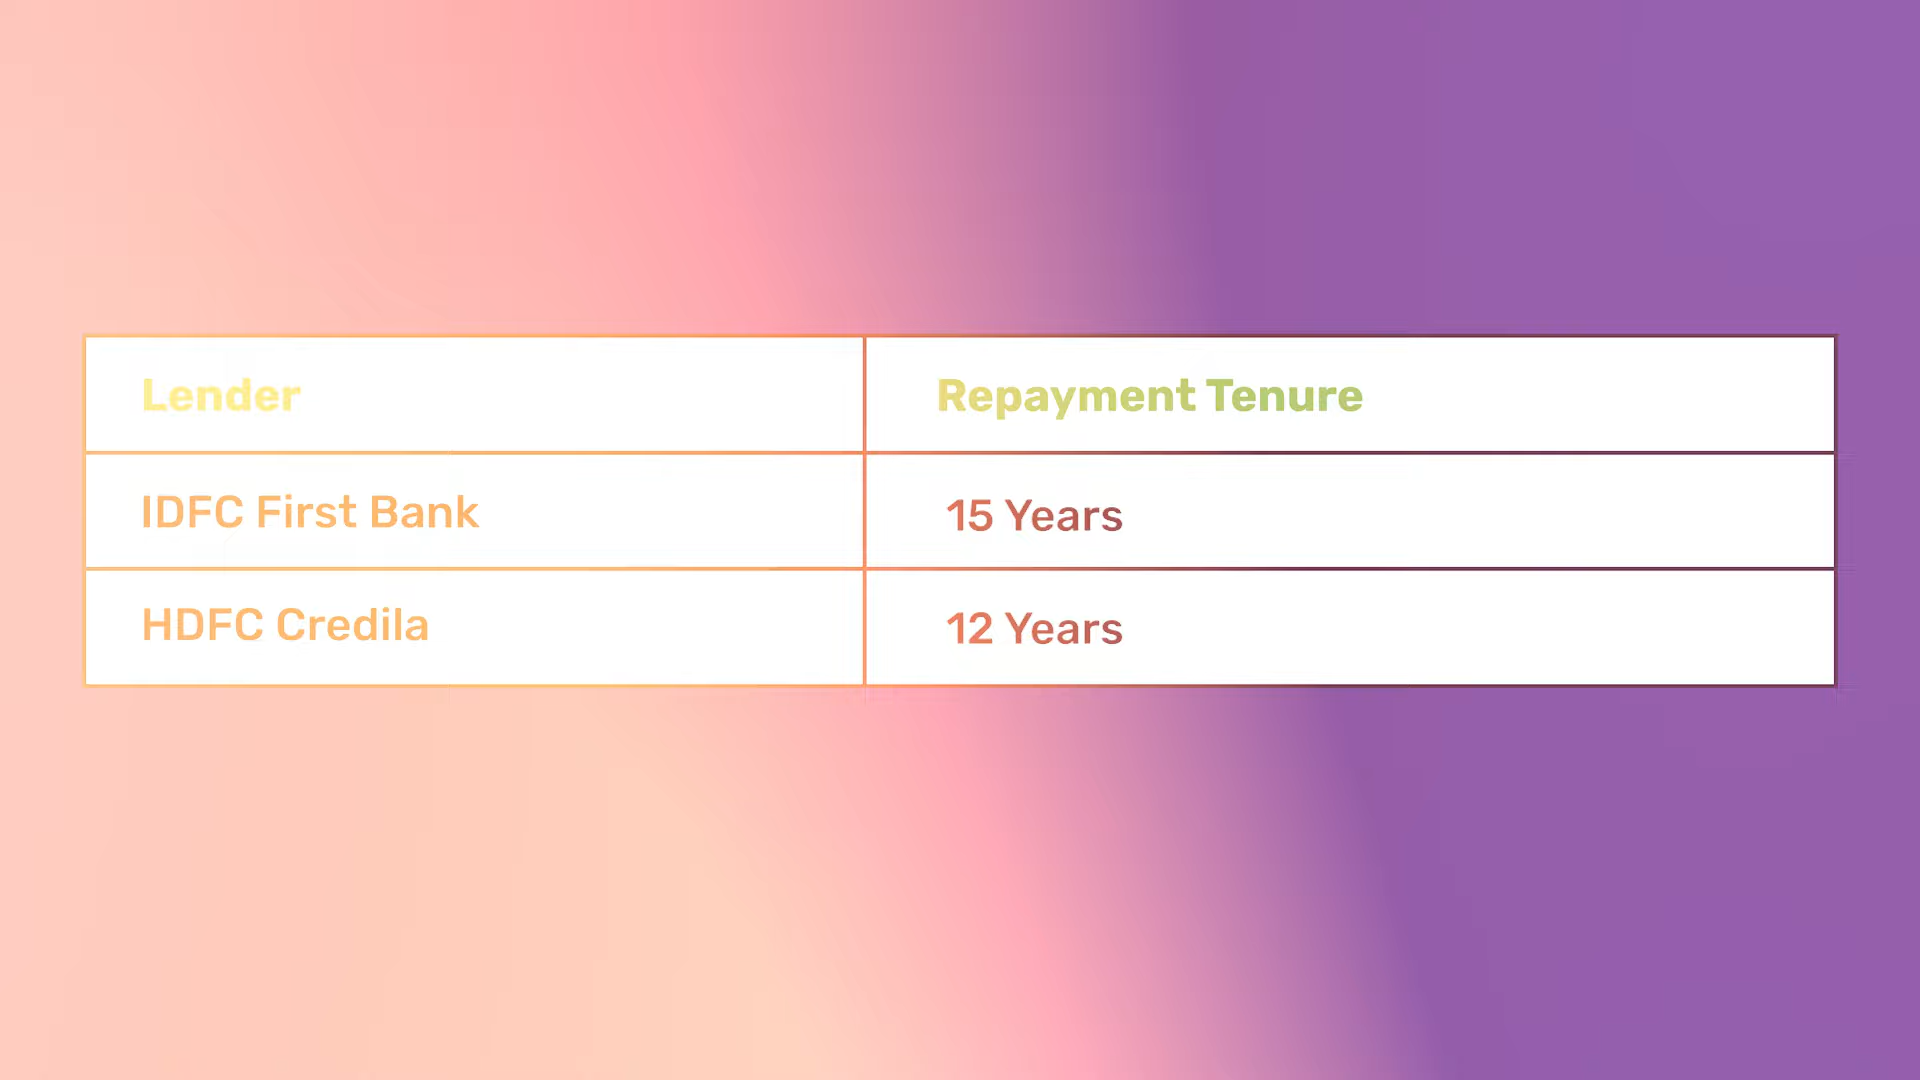 Lender
Repayment Tenure
IDFC First Bank
15 Years
HDFC Credila
12 Years